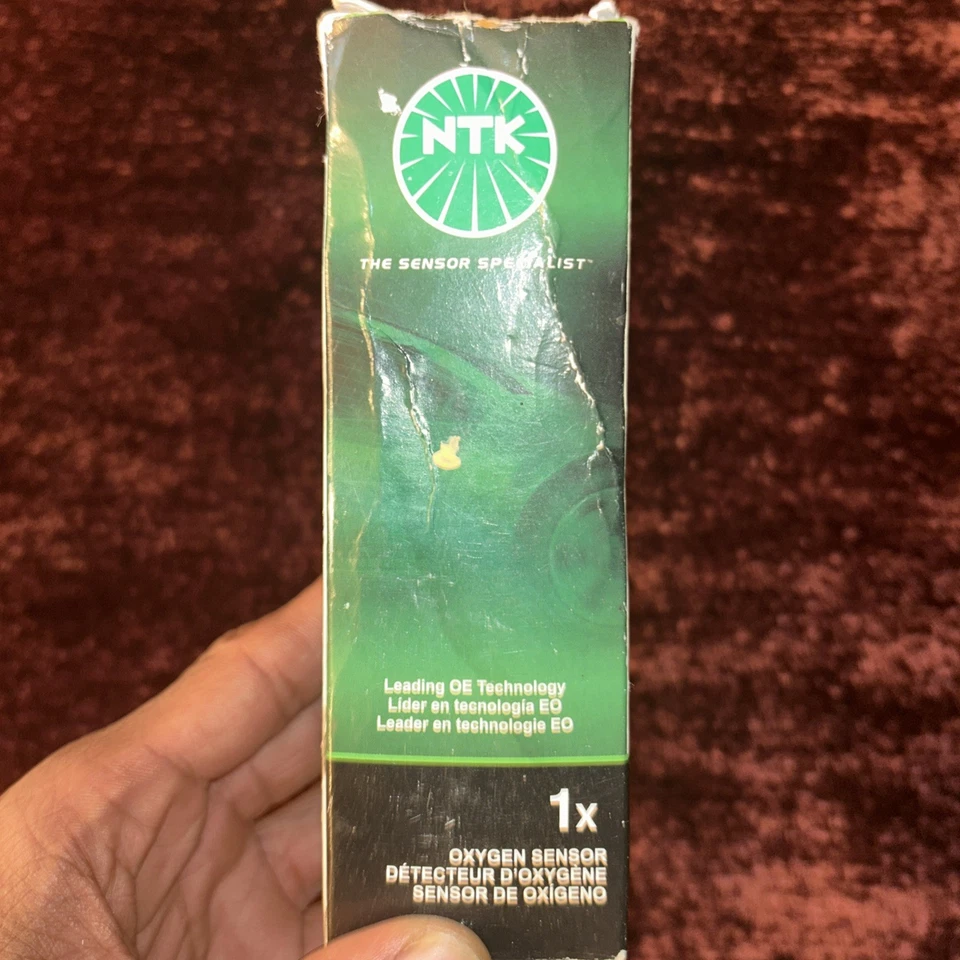 NTK
THE SENSOR SPECIALIST™
Leading OE Technology
Líder en tecnología EO
Leader en technologie EO
1x
OXYGEN SENSOR
DÉTECTEUR D'OXYGÈNE
SENSOR DE OXÍGENO